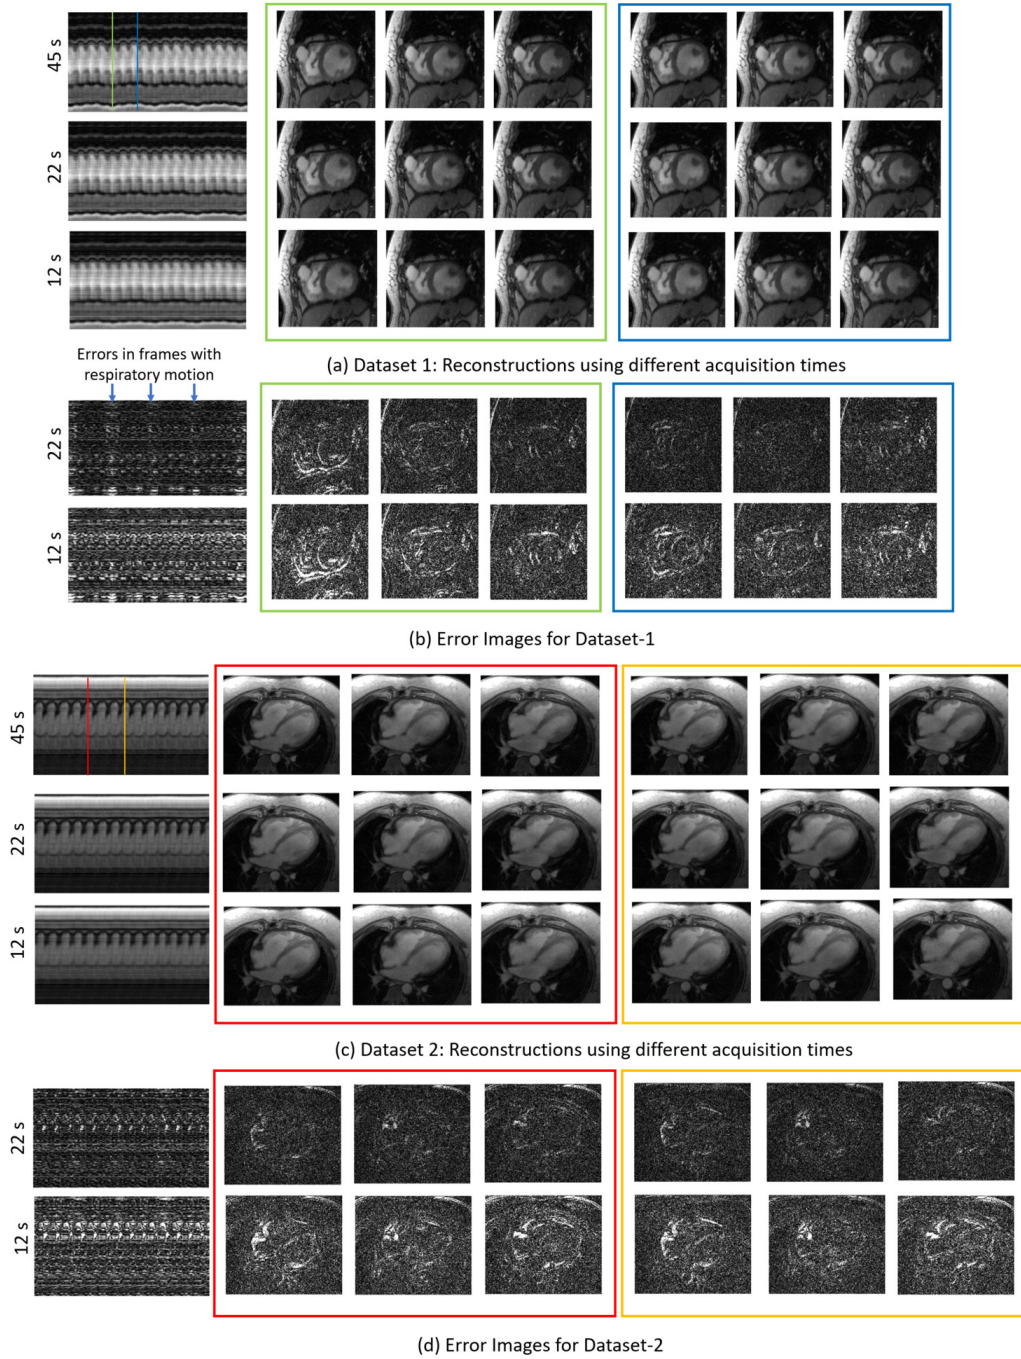 45 s
22 s
12 s
(a) Dataset 1: Reconstructions using different acquisition times
Errors in frames with
respiratory motion
22 s
12 s
(b) Error Images for Dataset-1
45 s
22 s
12 s
(c) Dataset 2: Reconstructions using different acquisition times
22 s
12 s
(d) Error Images for Dataset-2